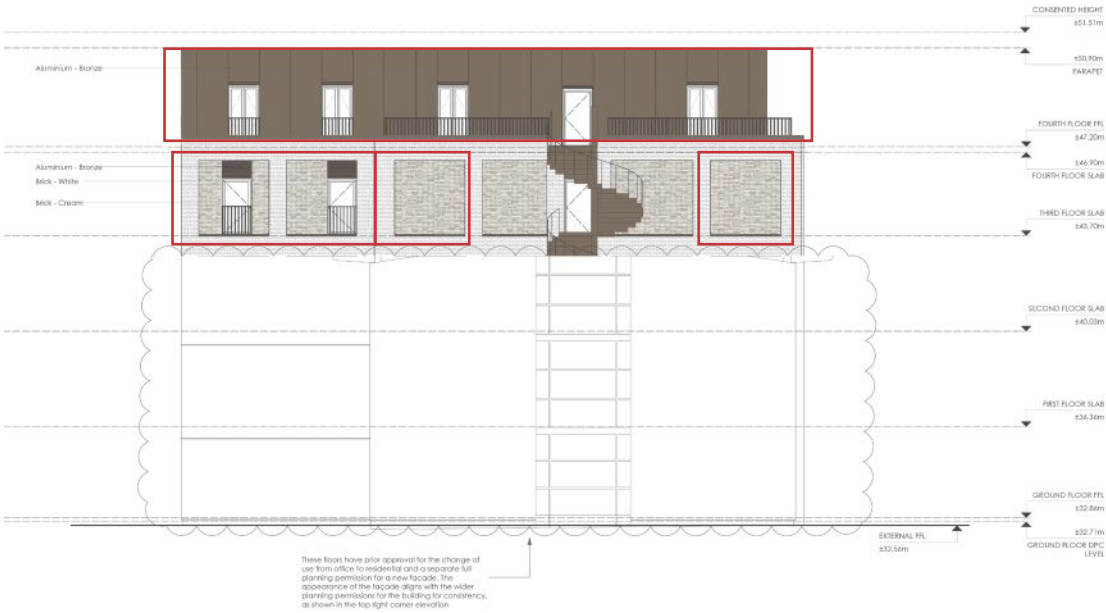 CONSENTED HEIGHT
±51.51m
±50.90m
PARAPET
Aluminium - Bronze
FOURTH FLOOR FFL
±47.20m
±46.90m
FOURTH FLOOR SLAB
Aluminium - Bronze
Brick - White
Brick - Cream
THIRD FLOOR SLAB
±43.70m
SECOND FLOOR SLAB
±40.03m
FIRST FLOOR SLAB
±36.36m
GROUND FLOOR FFL
±32.86m
±32.71m
GROUND FLOOR DPC
LEVEL
EXTERNAL FFL
±32.56m
These floors have prior approval for the change of
use from office to residential and a separate full
planning permission for a new facade. The
appearance of the façade aligns with the wider
planning permissions for the building for consistency,
as shown in the top right corner elevation